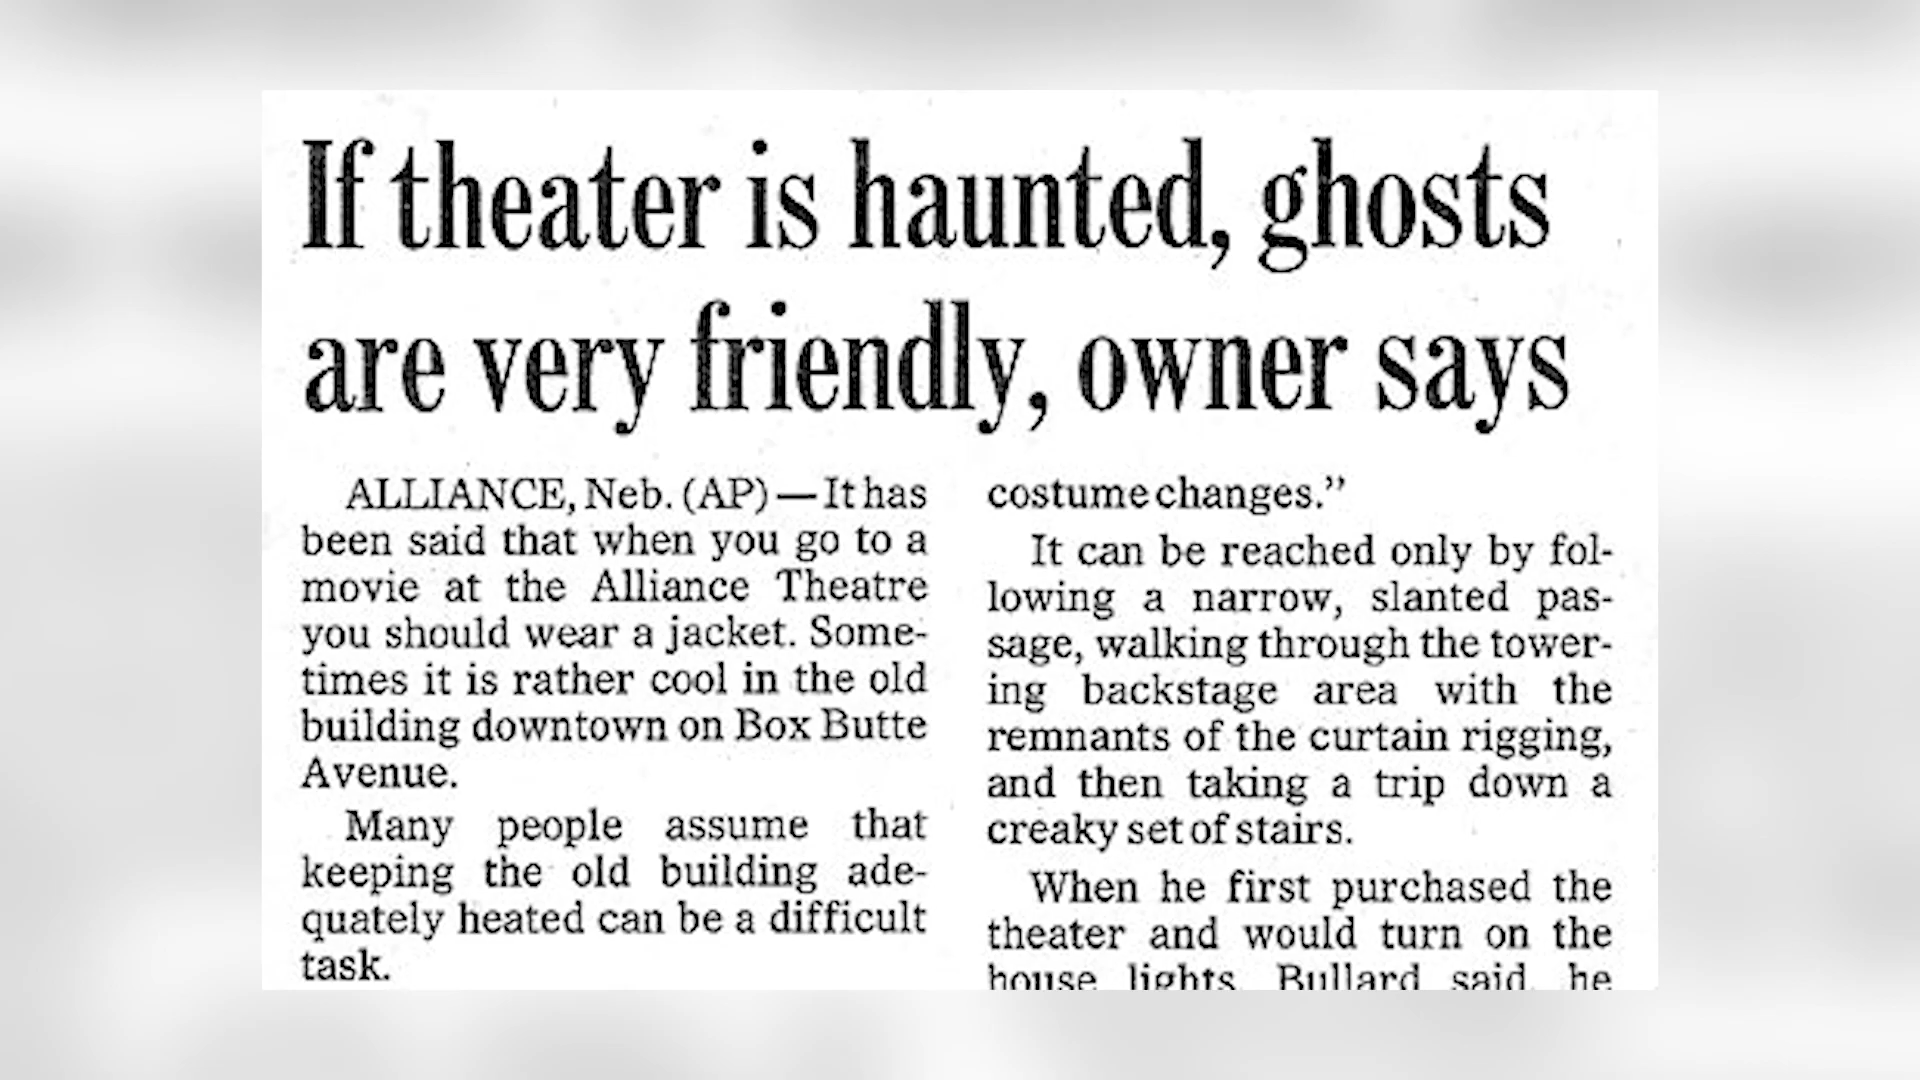 If theater is haunted, ghosts
are very friendly, owner says
ALLIANCE, Neb. (AP) — It has
been said that when you go to a
movie at the Alliance Theatre
you should wear a jacket. Some-
times it is rather cool in the old
building downtown on Box Butte
Avenue.
Many people assume that
keeping the old building ade-
quately heated can be a difficult
task.
costume changes.”
It can be reached only by fol-
lowing a narrow, slanted pas-
sage, walking through the tower-
ing backstage area with the
remnants of the curtain rigging,
and then taking a trip down a
creaky set of stairs.
When he first purchased the
theater and would turn on the
house lights, Bullard said, he